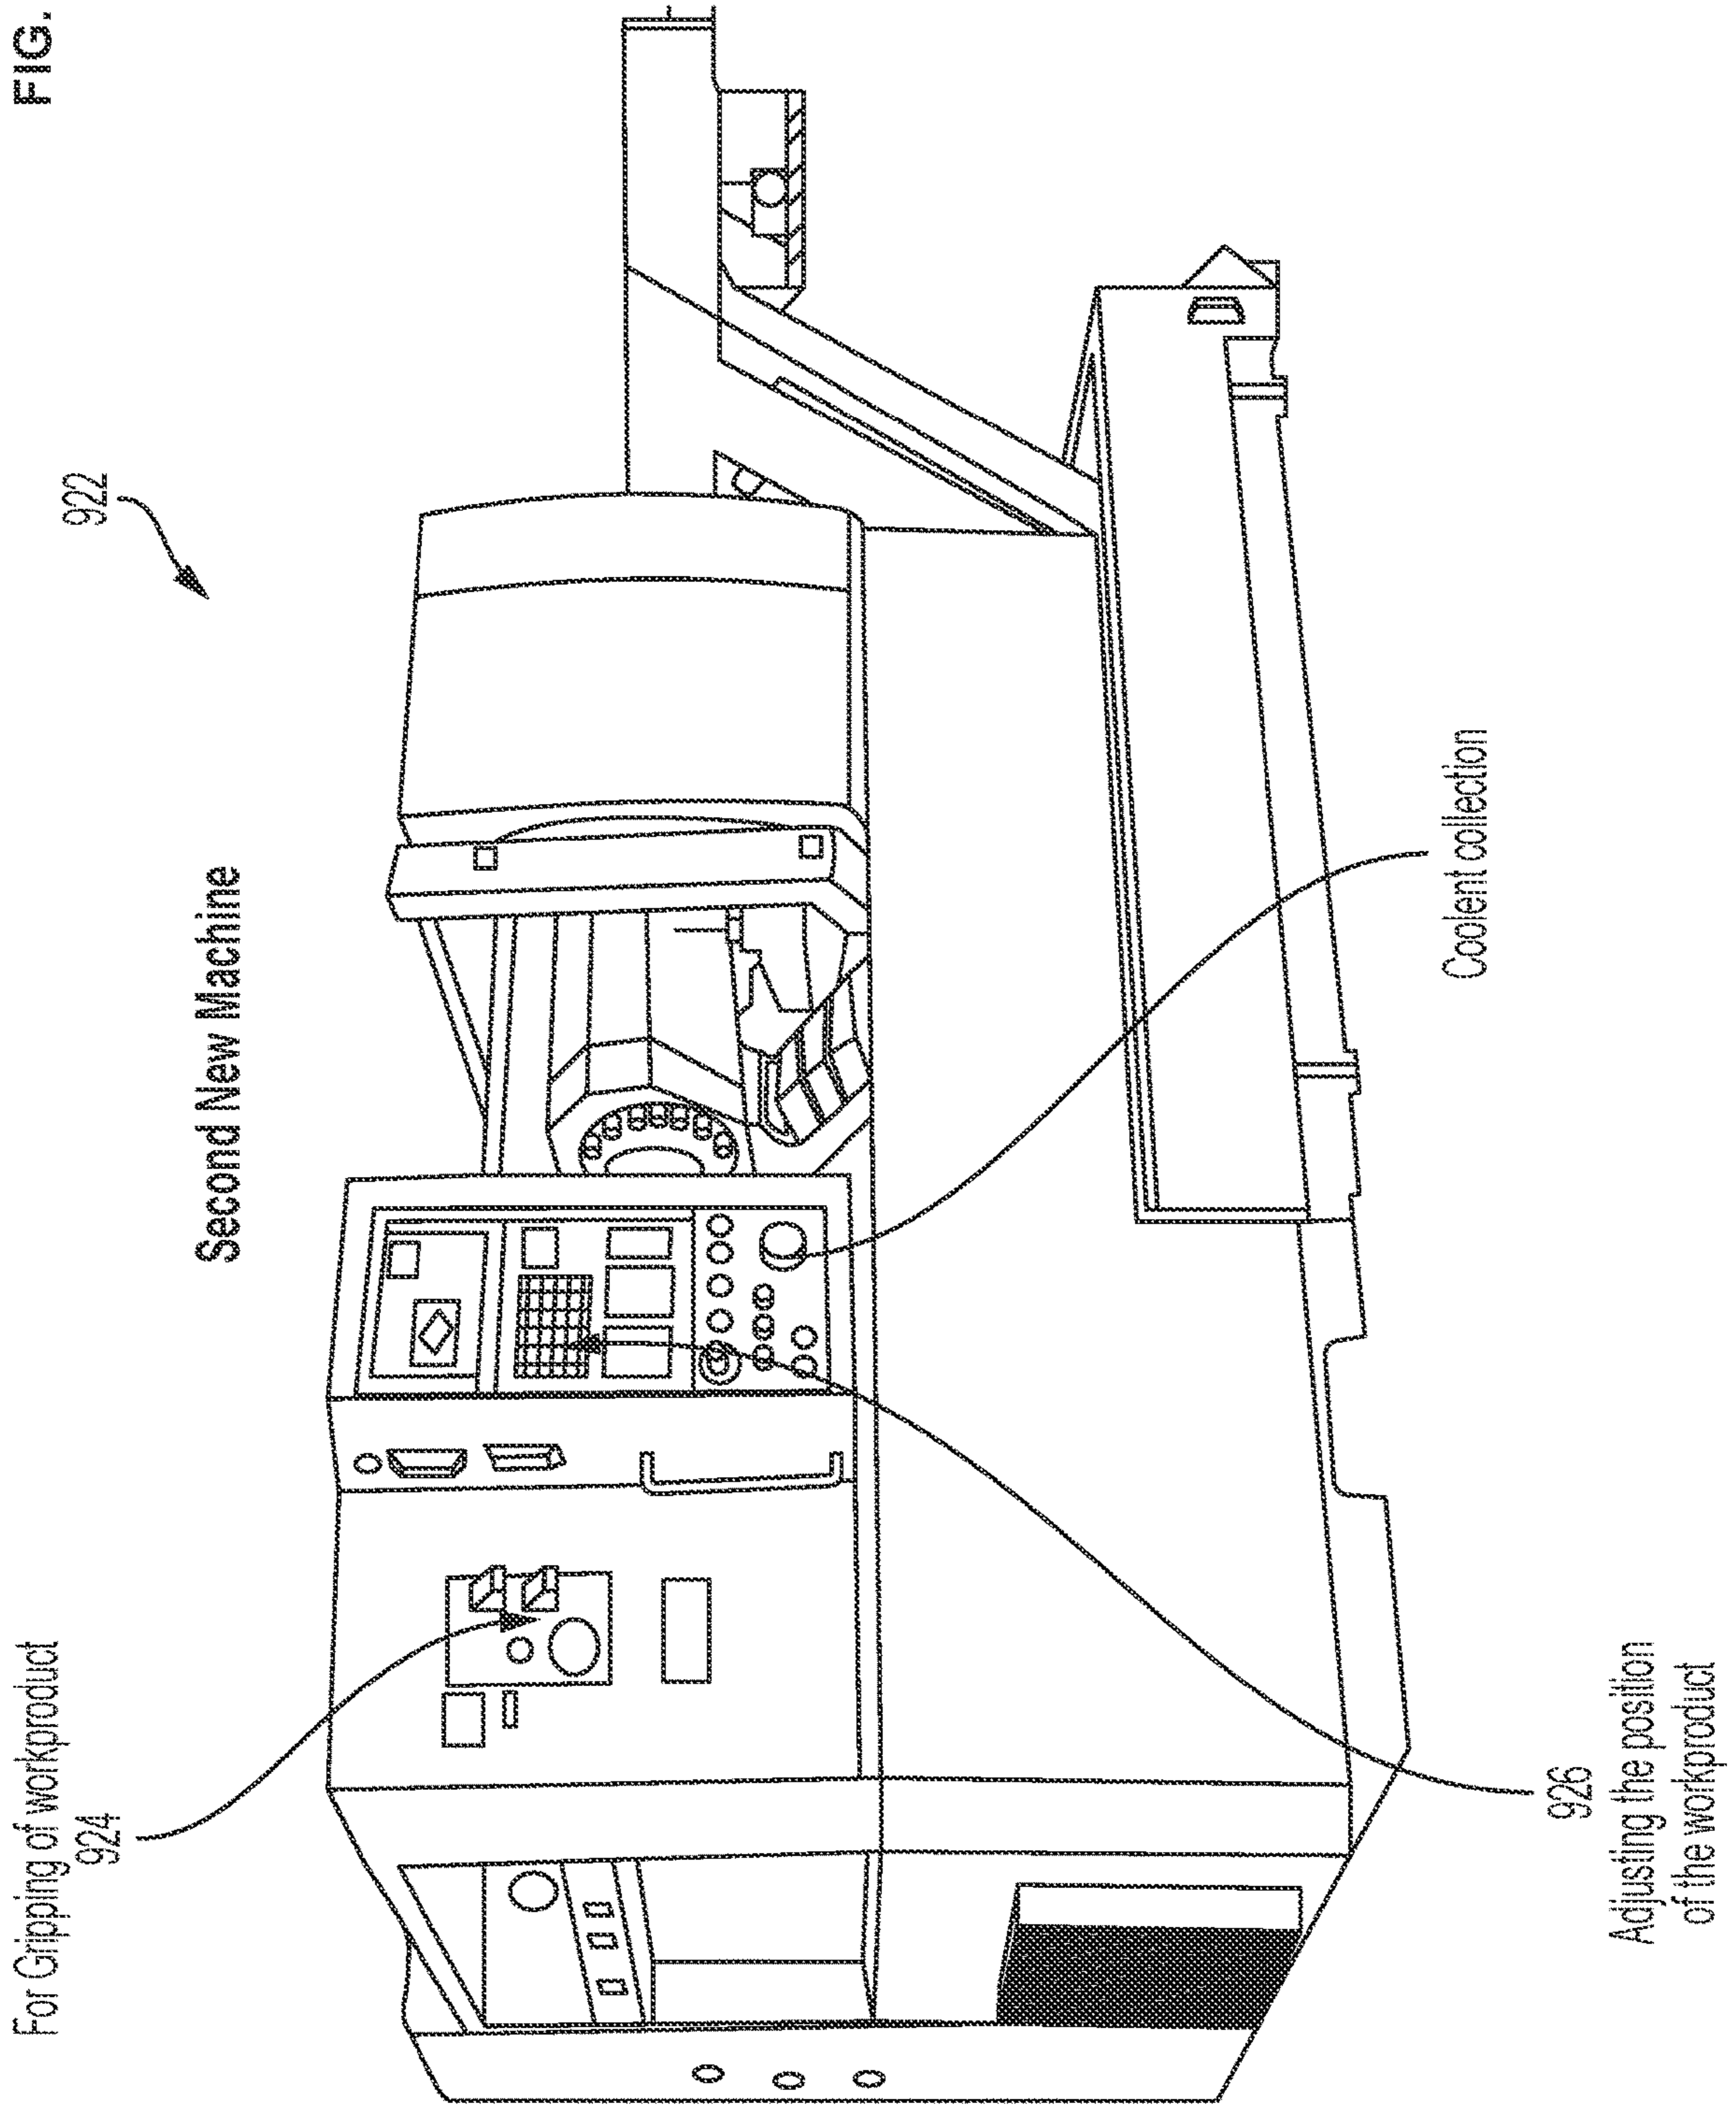 FIG.
922
Second New Machine
For Gripping of workproduct
924
Coolent collection
926
Adjusting the position
of the workproduct